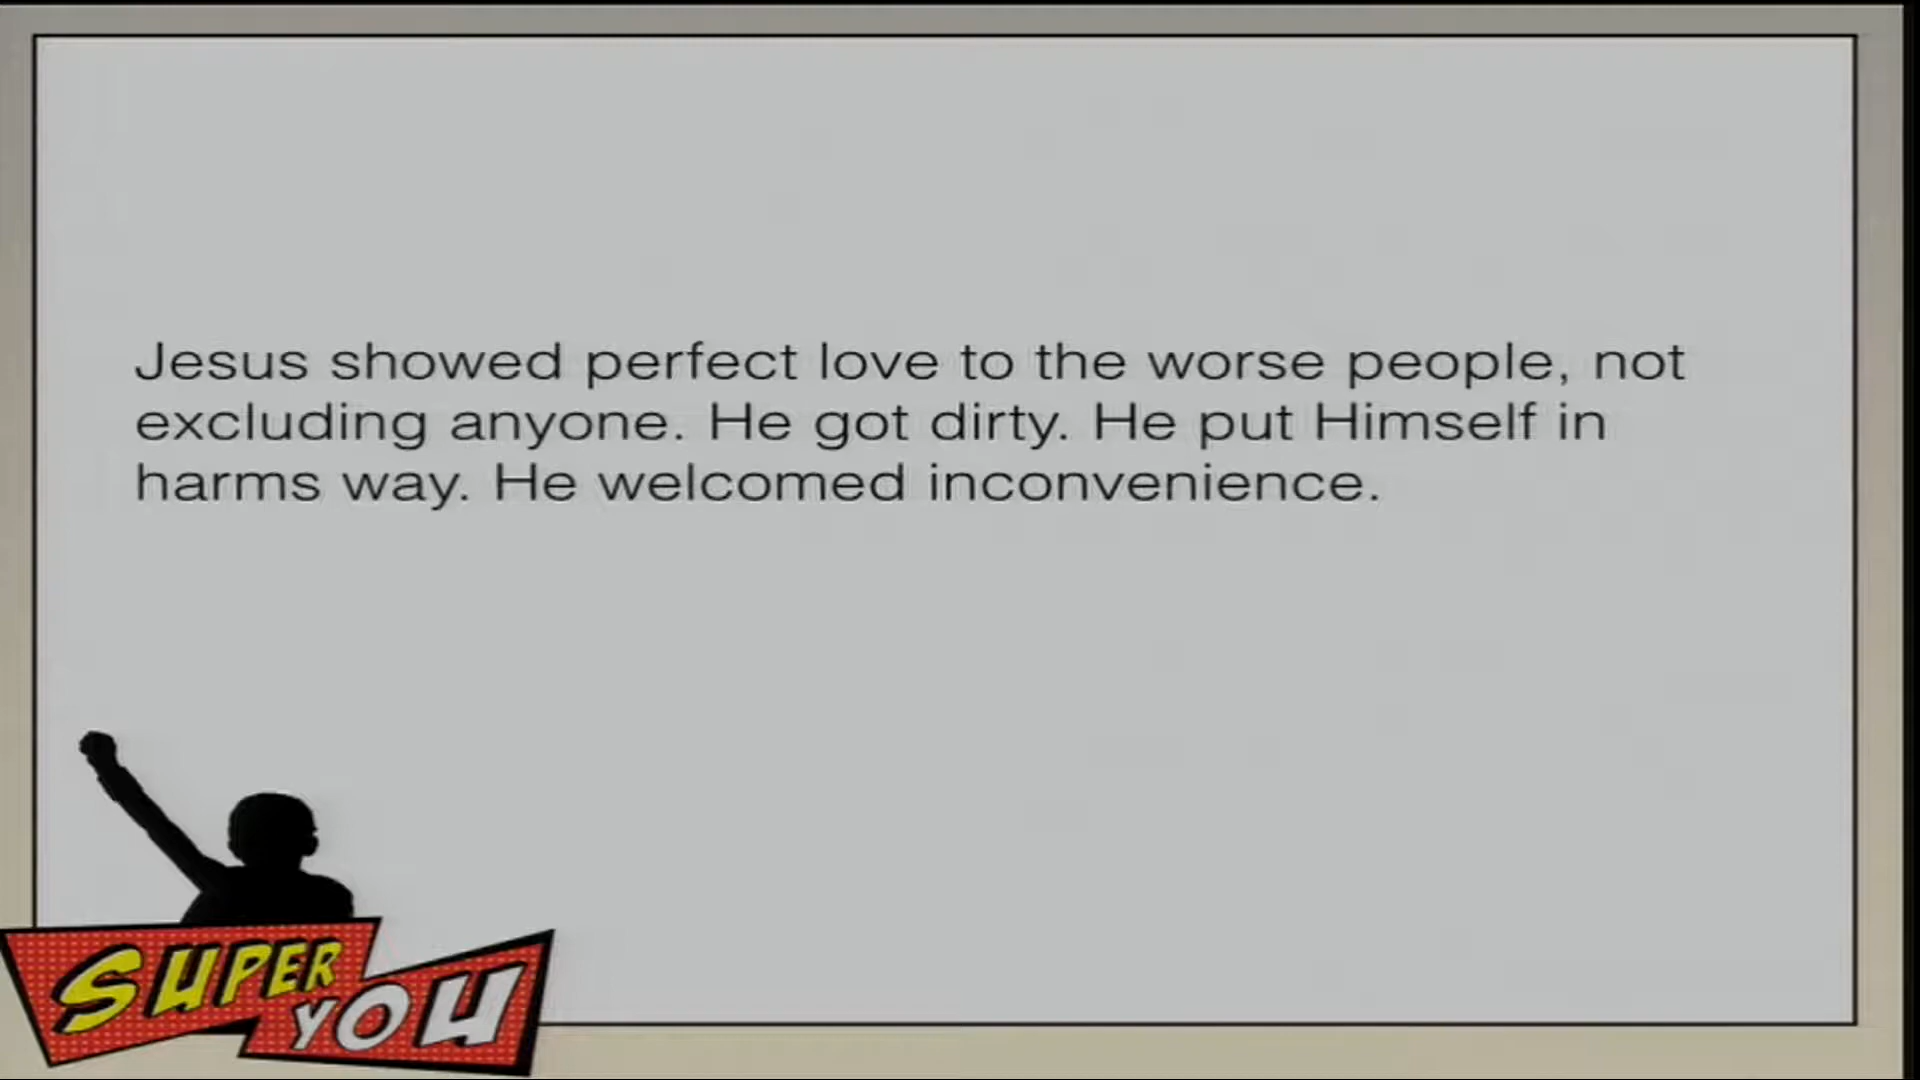 Jesus showed perfect love to the worse people, not
excluding anyone. He got dirty. He put Himself in
harms way. He welcomed inconvenience.
SUPER
YOU